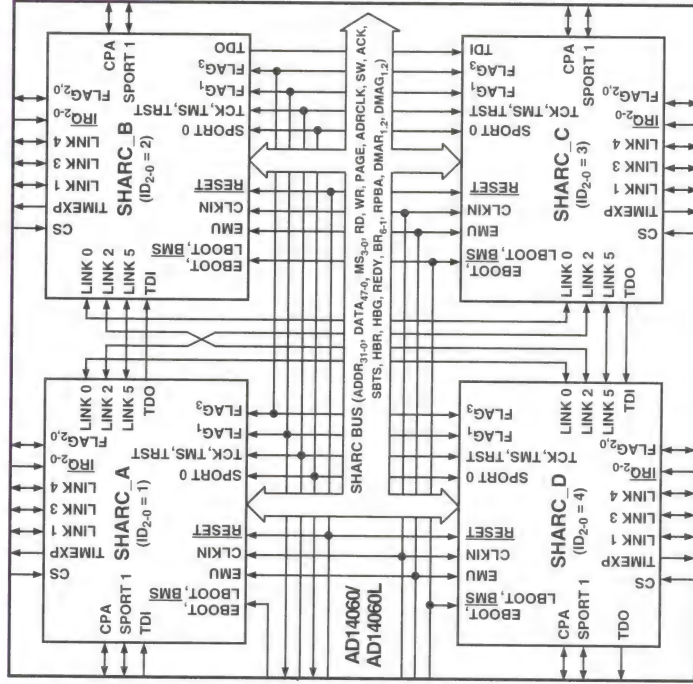 CPA
SPORT 1
TDI
LINK 0
LINK 2
LINK 5
TDO
CS
TIMEXP
LINK 1
LINK 3
LINK 4
IRQ2-0
FLAG2,0
SHARC_A
(ID2-0 = 1)
EBOOT,
LBOOT, BMS
EMU
CLKIN
RESET
SPORT 0
TCK, TMS, TRST
FLAG1
FLAG3
LINK 0
LINK 2
LINK 5
TDI
CPA
SPORT 1
TDO
CS
TIMEXP
LINK 1
LINK 3
LINK 4
IRQ2-0
FLAG2,0
SHARC_B
(ID2-0 = 2)
EBOOT,
LBOOT, BMS
EMU
CLKIN
RESET
SPORT 0
TCK, TMS, TRST
FLAG1
FLAG3
AD14060/
AD14060L
SHARC BUS (ADDR31-0, DATA47-0, MS3-0, RD, WR, PAGE, ADRCLK, SW, ACK,
SBTS, HBR, HBG, REDY, BR6-1, RPBA, DMAR1,2, DMAG1,2)
EBOOT,
LBOOT, BMS
EMU
CLKIN
RESET
SPORT 0
TCK, TMS, TRST
FLAG1
FLAG3
SHARC_D
(ID2-0 = 4)
CPA
SPORT 1
TDO
LINK 0
LINK 2
LINK 5
TDI
CS
TIMEXP
LINK 1
LINK 3
LINK 4
IRQ2-0
FLAG2,0
EBOOT,
LBOOT, BMS
EMU
CLKIN
RESET
SPORT 0
TCK, TMS, TRST
FLAG1
FLAG3
TDI
SHARC_C
(ID2-0 = 3)
LINK 0
LINK 2
LINK 5
TDO
CPA
SPORT 1
CS
TIMEXP
LINK 1
LINK 3
LINK 4
IRQ2-0
FLAG2,0